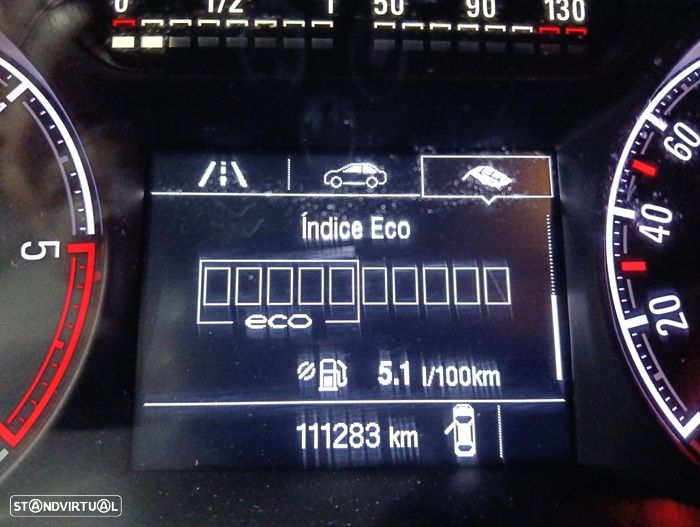 0 1/2 1 50 90 130
Índice Eco
eco
5.1 l/100km
111283 km
5
60
40
20
STANDVIRTUAL